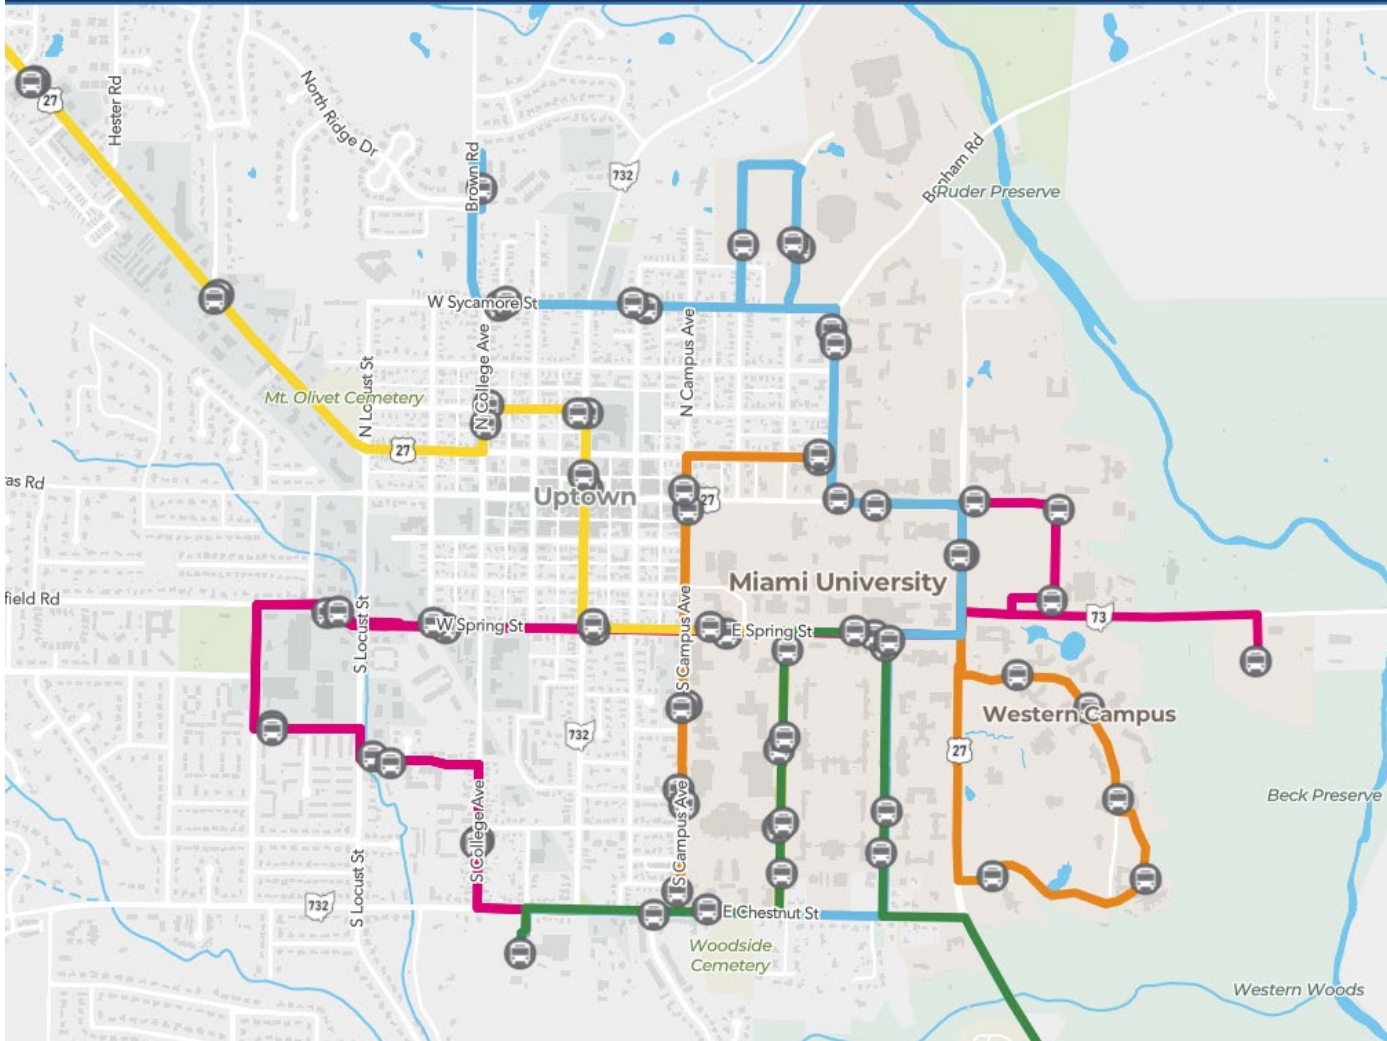 27
Hester Rd
North Ridge Dr
Brown Rd
732
Bonham Rd
Ruder Preserve
W Sycamore St
N College Ave
N Campus Ave
N Locust St
Mt. Olivet Cemetery
27
as Rd
Uptown
27
Miami University
field Rd
S Locust St
W Spring St
S Campus Ave
E Spring St
73
Western Campus
732
27
S College Ave
S Campus Ave
Beck Preserve
S Locust St
732
E Chestnut St
Woodside
Cemetery
Western Woods